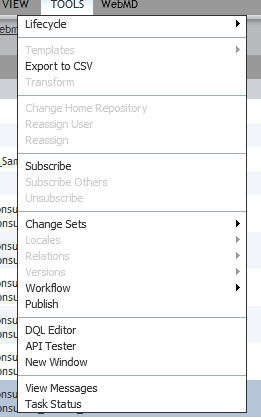 VIEW TOOLS WebMD
Lifecycle
Templates
Export to CSV
Transform
Change Home Repository
Reassign User
Reassign
_Sam
Subscribe
Subscribe Others
Unsubscribe
Change Sets
Locales
Relations
Versions
Workflow
Publish
DQL Editor
API Tester
New Window
View Messages
Task Status